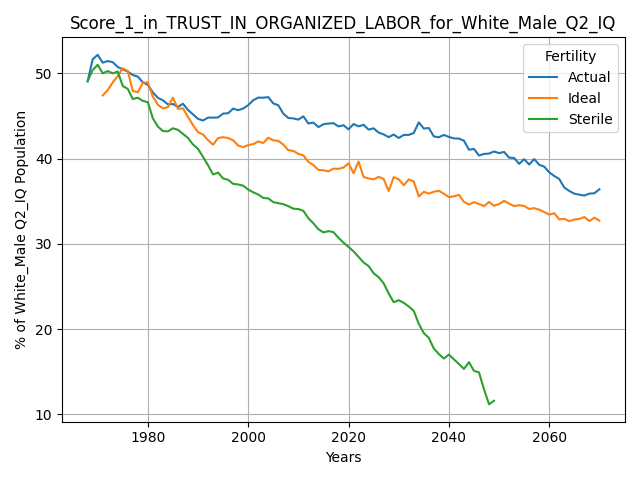 Score_1_in_TRUST_IN_ORGANIZED_LABOR_for_White_Male_Q2_IQ
Fertility
Actual
Ideal
Sterile
% of White_Male Q2_IQ Population
50
40
30
20
10
1980
2000
2020
2040
2060
Years